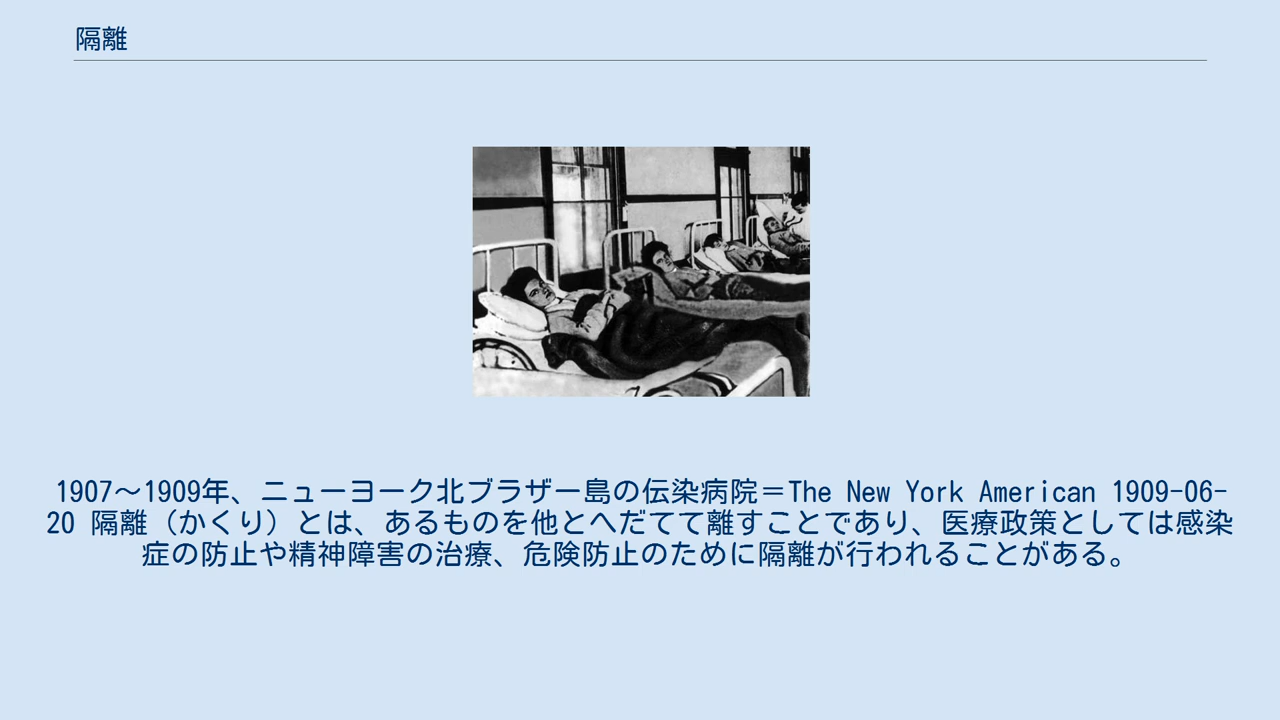 隔離
1907～1909年、ニューヨーク北ブラザー島の伝染病院＝The New York American 1909-06-
20 隔離（かくり）とは、あるものを他とへだてて離すことであり、医療政策としては感染
症の防止や精神障害の治療、危険防止のために隔離が行われることがある。